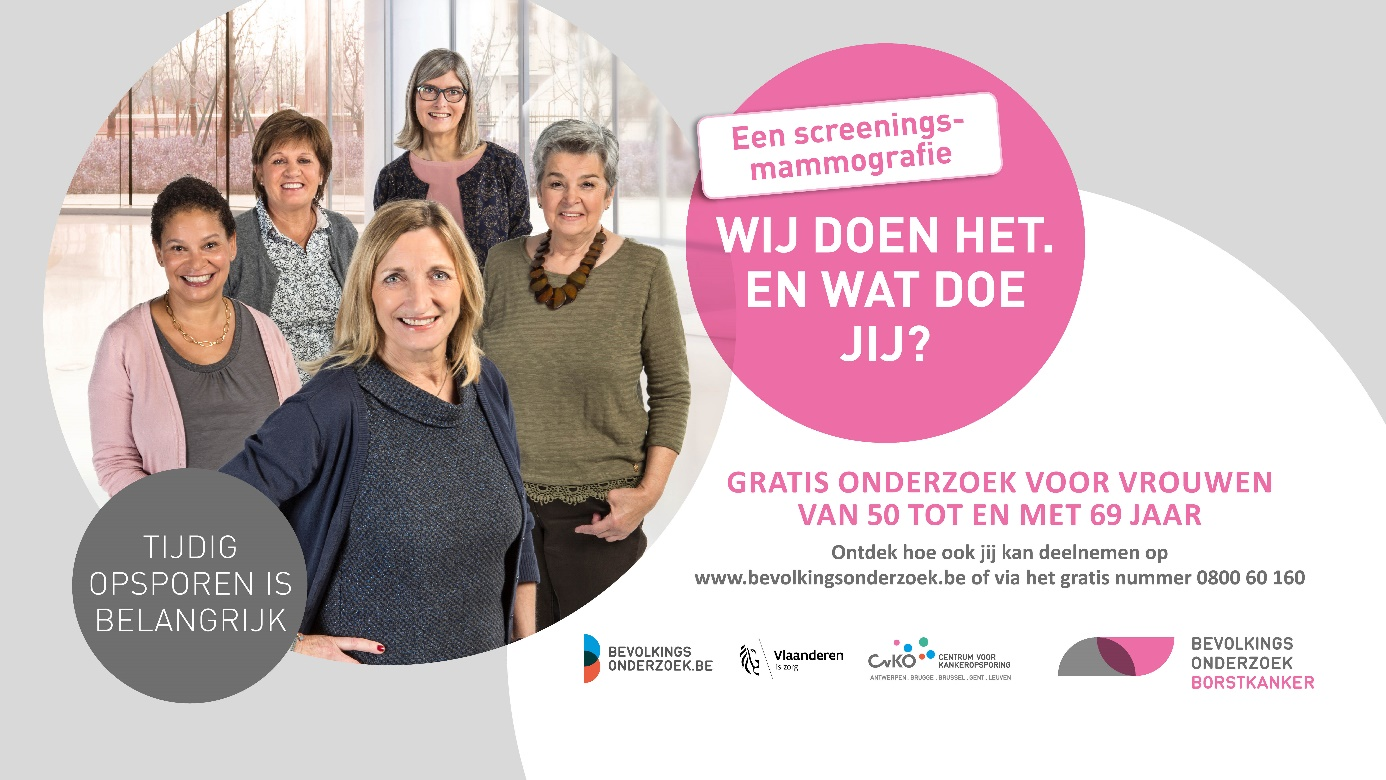 Een screenings-
mammografie
WIJ DOEN HET.
EN WAT DOE
JIJ?
TIJDIG
OPSPOREN IS
BELANGRIJK
GRATIS ONDERZOEK VOOR VROUWEN
VAN 50 TOT EN MET 69 JAAR
Ontdek hoe ook jij kan deelnemen op
www.bevolkingsonderzoek.be of via het gratis nummer 0800 60 160
BEVOLKINGS
ONDERZOEK.BE
Vlaanderen
is zorg
CvKO
CENTRUM VOOR
KANKEROPSPORING
ANTWERPEN . BRUGGE . BRUSSEL . GENT . LEUVEN
BEVOLKINGS
ONDERZOEK
BORSTKANKER